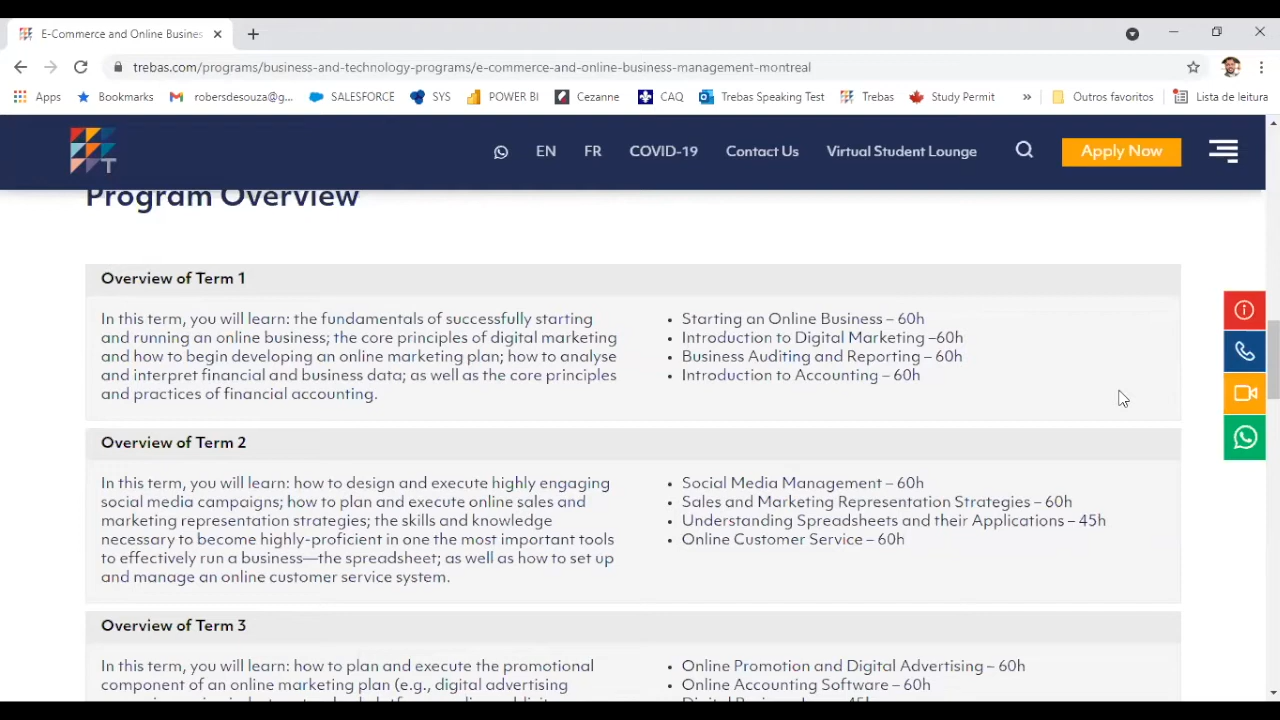 E-Commerce and Online Busines
trebas.com/programs/business-and-technology-programs/e-commerce-and-online-business-management-montreal
Apps Bookmarks robersdesouza@g... SALESFORCE SYS POWER BI Cezanne CAQ Trebas Speaking Test Trebas Study Permit » Outros favoritos Lista de leitura
T EN FR COVID-19 Contact Us Virtual Student Lounge Apply Now
Program Overview
Overview of Term 1
In this term, you will learn: the fundamentals of successfully starting
and running an online business; the core principles of digital marketing
and how to begin developing an online marketing plan; how to analyse
and interpret financial and business data; as well as the core principles
and practices of financial accounting.
• Starting an Online Business – 60h
• Introduction to Digital Marketing –60h
• Business Auditing and Reporting – 60h
• Introduction to Accounting – 60h
Overview of Term 2
In this term, you will learn: how to design and execute highly engaging
social media campaigns; how to plan and execute online sales and
marketing representation strategies; the skills and knowledge
necessary to become highly-proficient in one the most important tools
to effectively run a business—the spreadsheet; as well as how to set up
and manage an online customer service system.
• Social Media Management – 60h
• Sales and Marketing Representation Strategies – 60h
• Understanding Spreadsheets and their Applications – 45h
• Online Customer Service – 60h
Overview of Term 3
In this term, you will learn: how to plan and execute the promotional
component of an online marketing plan (e.g., digital advertising
• Online Promotion and Digital Advertising – 60h
• Online Accounting Software – 60h